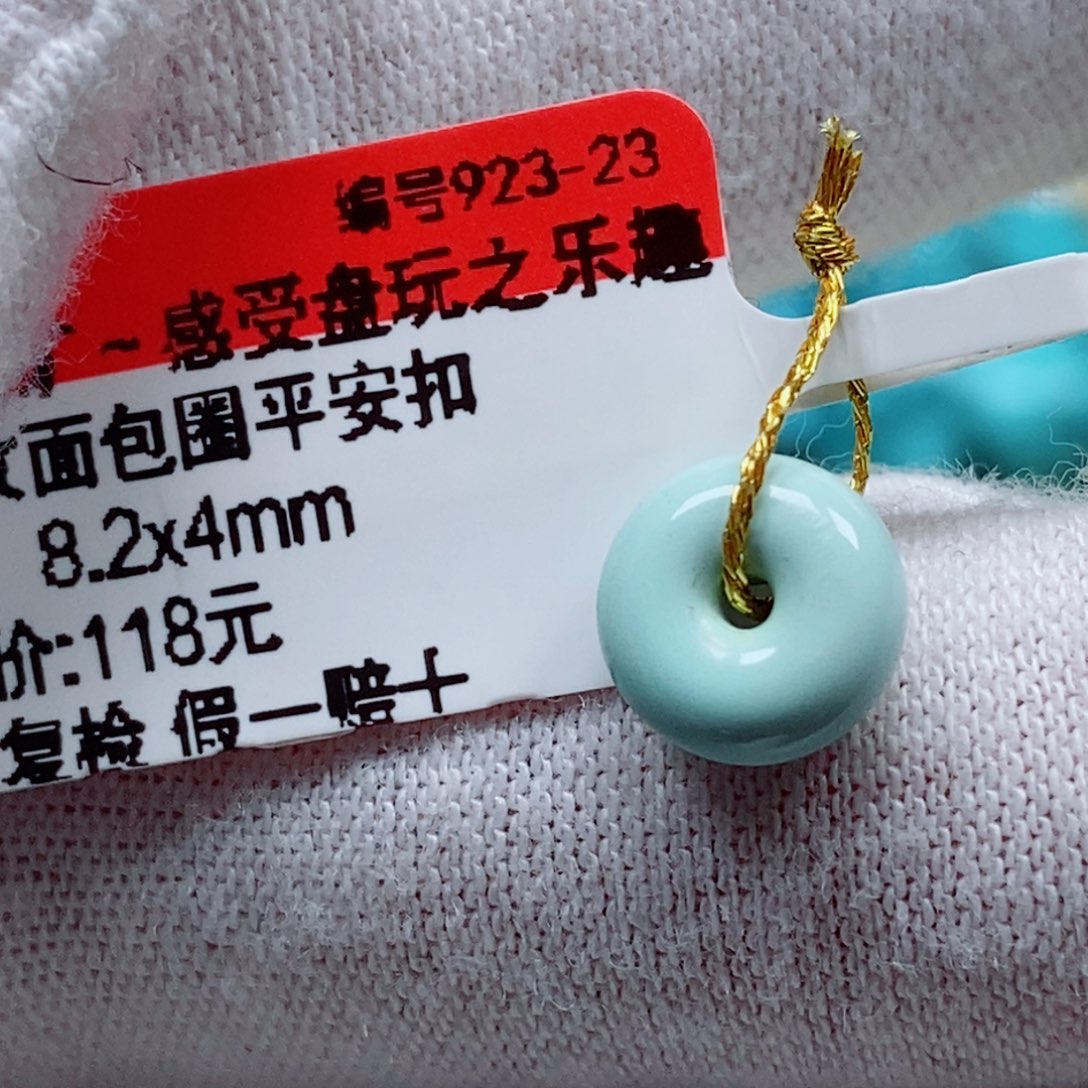 编号923-23
~感受盘玩之乐趣
面包圈平安扣
8.2x4mm
价:118元
复检 假一赔十